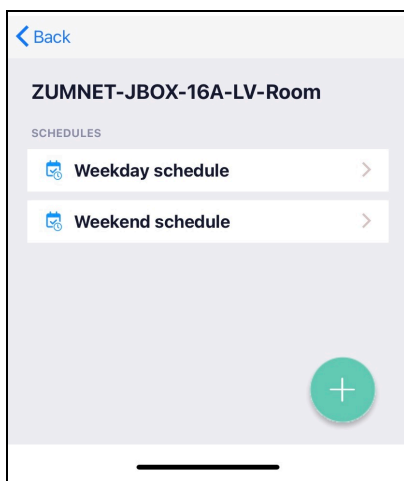 Back
ZUMNET-JBOX-16A-LV-Room
SCHEDULES
Weekday schedule
Weekend schedule